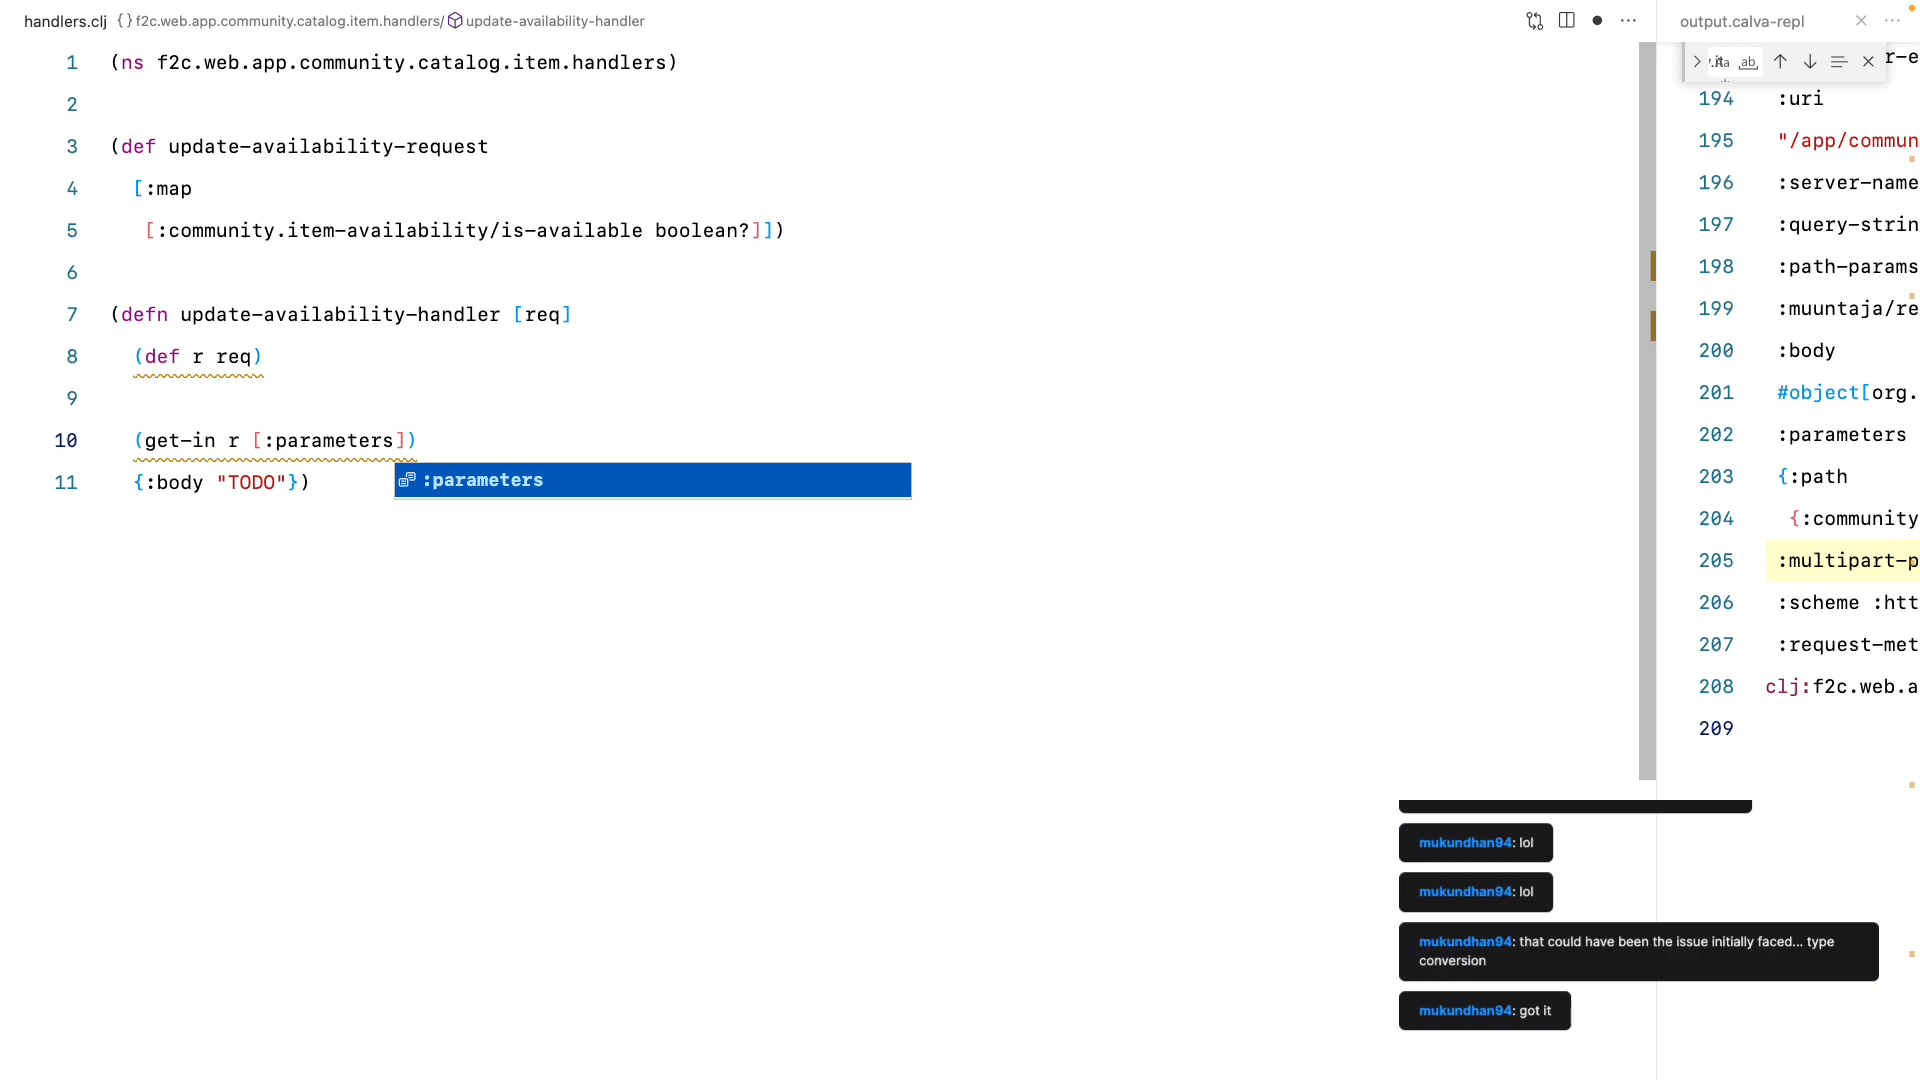 handlers.clj {} f2c.web.app.community.catalog.item.handlers/ update-availability-handler
1 (ns f2c.web.app.community.catalog.item.handlers)
2
3 (def update-availability-request
4 [:map
5 [:community.item-availability/is-available boolean?]])
6
7 (defn update-availability-handler [req]
8 (def r req)
9
10 (get-in r [:parameters])
11 {:body "TODO"})
:parameters
output.calva-repl
r-e
194 :uri
195 "/app/commun
196 :server-name
197 :query-strin
198 :path-params
199 :muuntaja/re
200 :body
201 #object[org.
202 :parameters
203 {:path
204 {:community
205 :multipart-p
206 :scheme :htt
207 :request-met
208 clj:f2c.web.a
209
mukundhan94: lol
mukundhan94: lol
mukundhan94: that could have been the issue initially faced... type
conversion
mukundhan94: got it